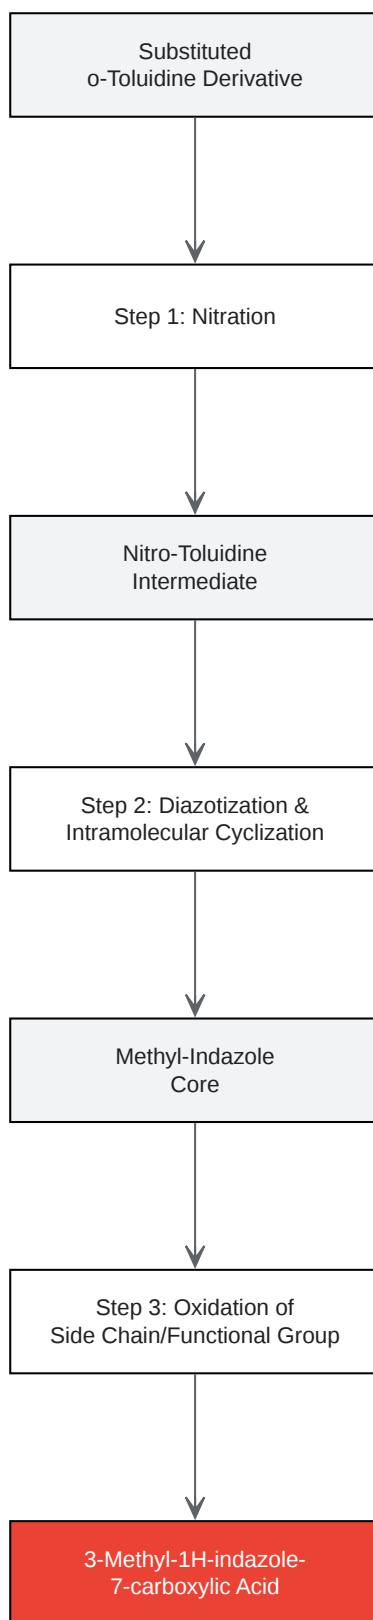 Substituted
o-Toluidine Derivative
Step 1: Nitration
Nitro-Toluidine
Intermediate
Step 2: Diazotization &
Intramolecular Cyclization
Methyl-Indazole
Core
Step 3: Oxidation of
Side Chain/Functional Group
3-Methyl-1H-indazole-
7-carboxylic Acid